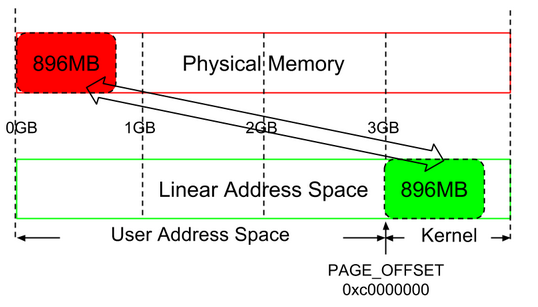 896MB
Physical Memory
0GB
1GB
2GB
3GB
Linear Address Space
896MB
User Address Space
Kernel
PAGE_OFFSET
0xc0000000